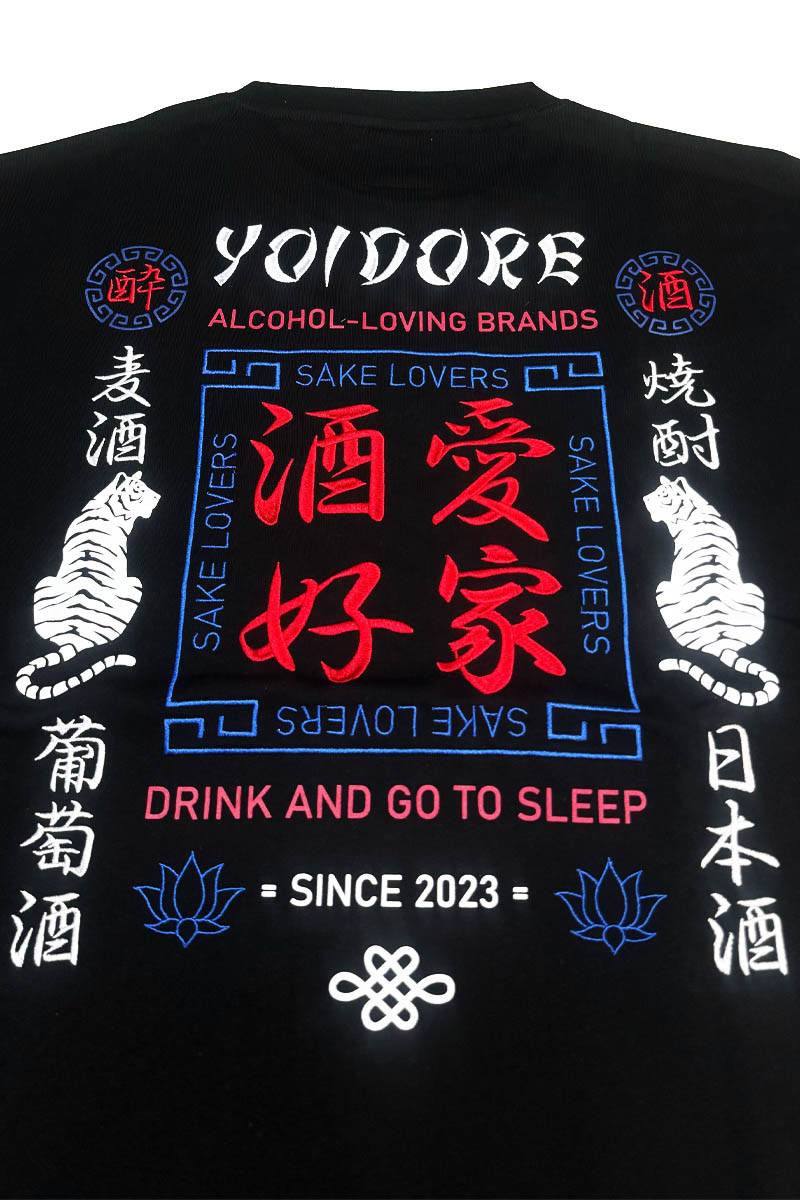 YOIDORE
酔
酒
ALCOHOL-LOVING BRANDS
麦酒
焼酎
SAKE LOVERS
SAKE LOVERS
SAKE LOVERS
愛家
酒好
SAKE LOVERS
葡萄酒
日本酒
DRINK AND GO TO SLEEP
= SINCE 2023 =